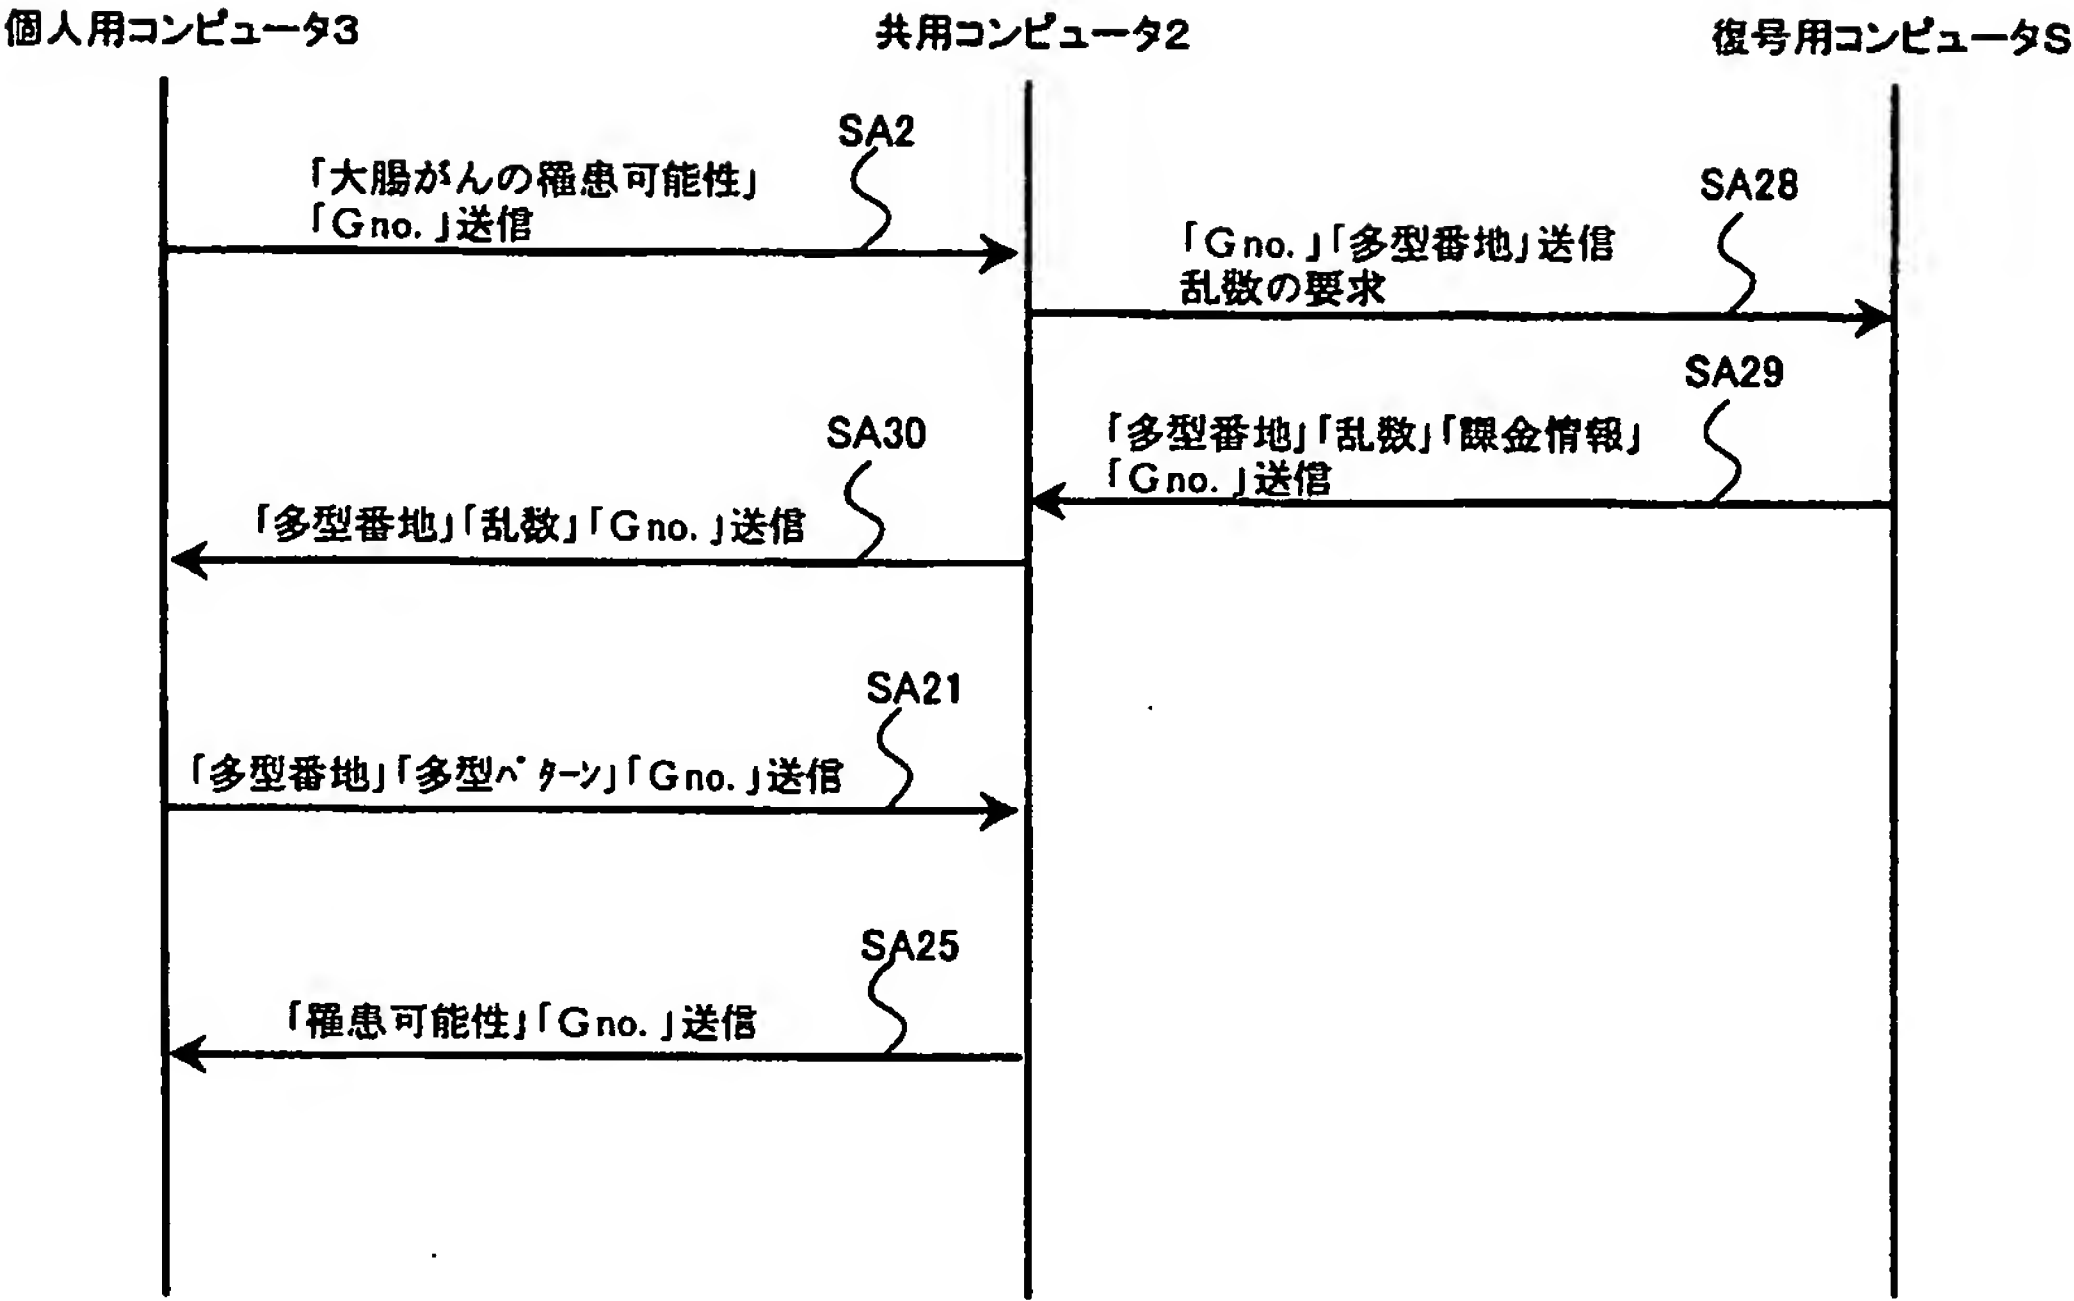 個人用コンピュータ3
共用コンピュータ2
復号用コンピュータS
SA2
「大腸がんの罹患可能性」
「Gno.」送信
SA28
「Gno.」「多型番地」送信
乱数の要求
SA29
「多型番地」「乱数」「課金情報」
「Gno.」送信
SA30
「多型番地」「乱数」「Gno.」送信
SA21
「多型番地」「多型パターン」「Gno.」送信
SA25
「罹患可能性」「Gno.」送信